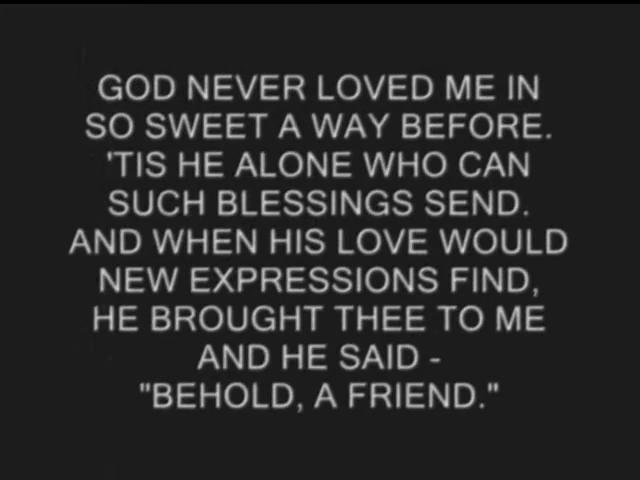 GOD NEVER LOVED ME IN
SO SWEET A WAY BEFORE.
'TIS HE ALONE WHO CAN
SUCH BLESSINGS SEND.
AND WHEN HIS LOVE WOULD
NEW EXPRESSIONS FIND,
HE BROUGHT THEE TO ME
AND HE SAID -
"BEHOLD, A FRIEND."